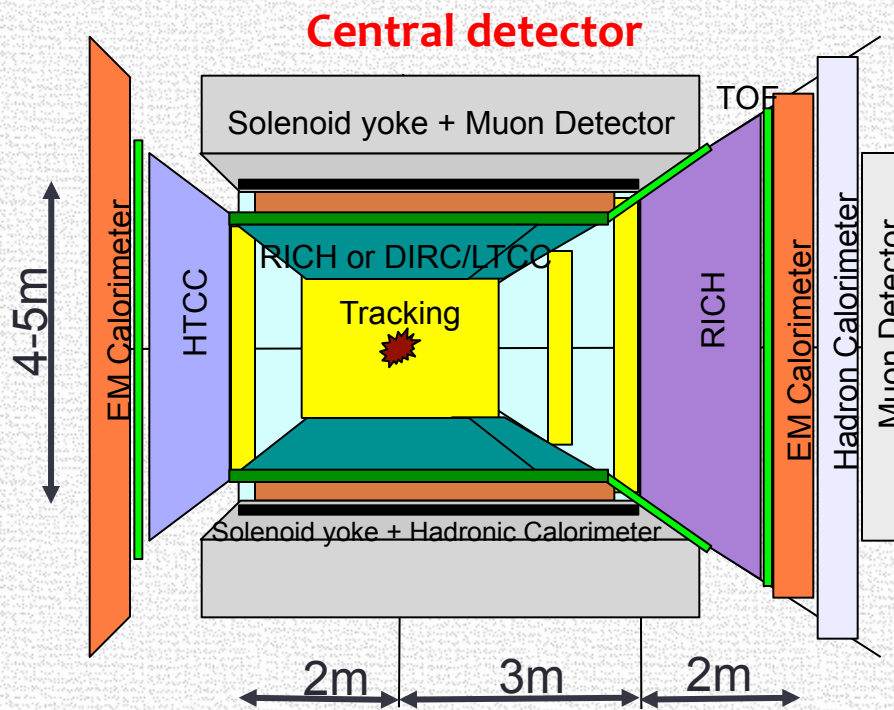 Central detector
TOF
Solenoid yoke + Muon Detector
EM Calorimeter
HTCC
RICH or DIRC/LTCC
Tracking
RICH
EM Calorimeter
Hadron Calorimeter
Muon Detector
4-5m
Solenoid yoke + Hadronic Calorimeter
2m
3m
2m